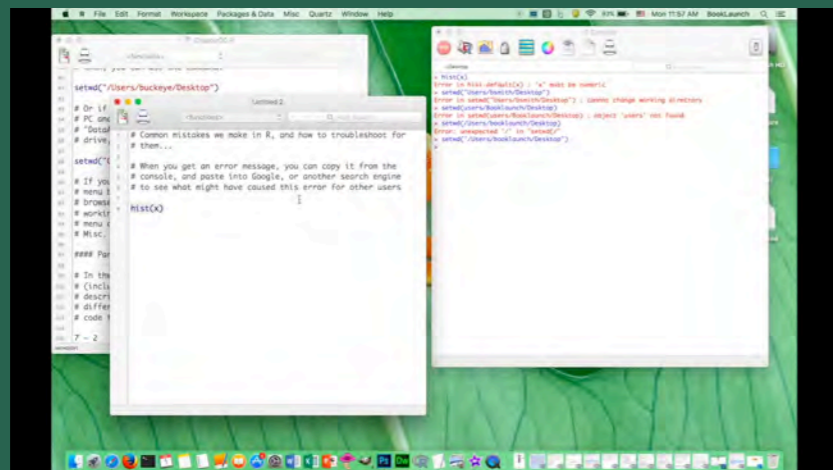 File Edit Format Workspace Packages & Data Misc Quartz Window Help
Mon 11:57 AM BookLaunch
setwd("/Users/buckeye/Desktop")
# Or if
# PC and
# drive,
setwd("
# If you
# menu
# browse
# workin
# menu
# Misc.
#### Par
# In the
# (inclu
# descri
# differ
# code
7 - 2
Untitled 2
<functions>
# Common mistakes we make in R, and how to troubleshoot for
# them...
# When you get an error message, you can copy it from the
# console, and paste into Google, or another search engine
# to see what might have caused this error for other users
hist(x)
> hist(x)
Error in hist.default(x) : 'x' must be numeric
> setwd("Users/bsmith/Desktop")
Error in setwd("Users/bsmith/Desktop") : cannot change working directory
> setwd(users/Booklaunch/Desktop)
Error in setwd(users/Booklaunch/Desktop) : object 'users' not found
> setwd(/Users/booklaunch/Desktop)
Error: unexpected '/' in "setwd(/"
> setwd("/Users/booklaunch/Desktop")
>